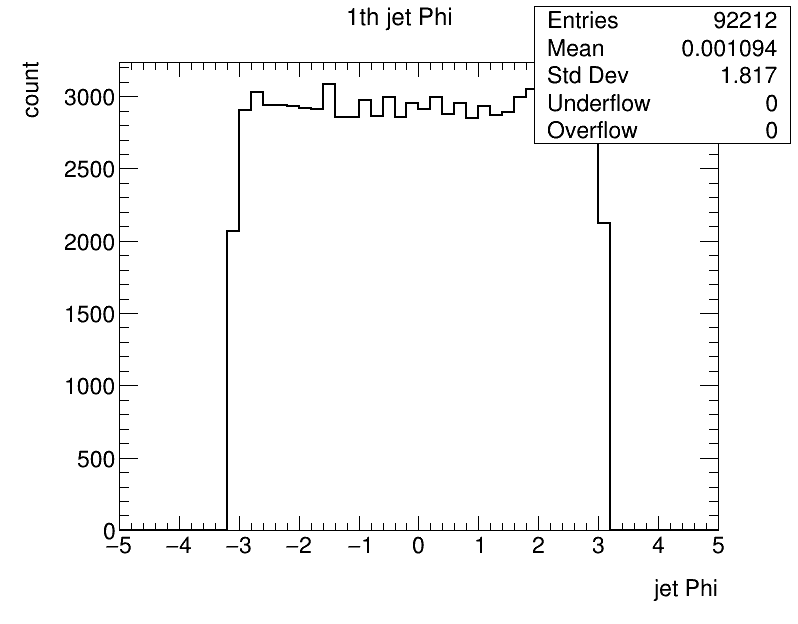 1th jet Phi
Entries 92212
Mean 0.001094
Std Dev 1.817
Underflow 0
Overflow 0
count
3000
2500
2000
1500
1000
500
0
−5 −4 −3 −2 −1 0 1 2 3 4 5
jet Phi